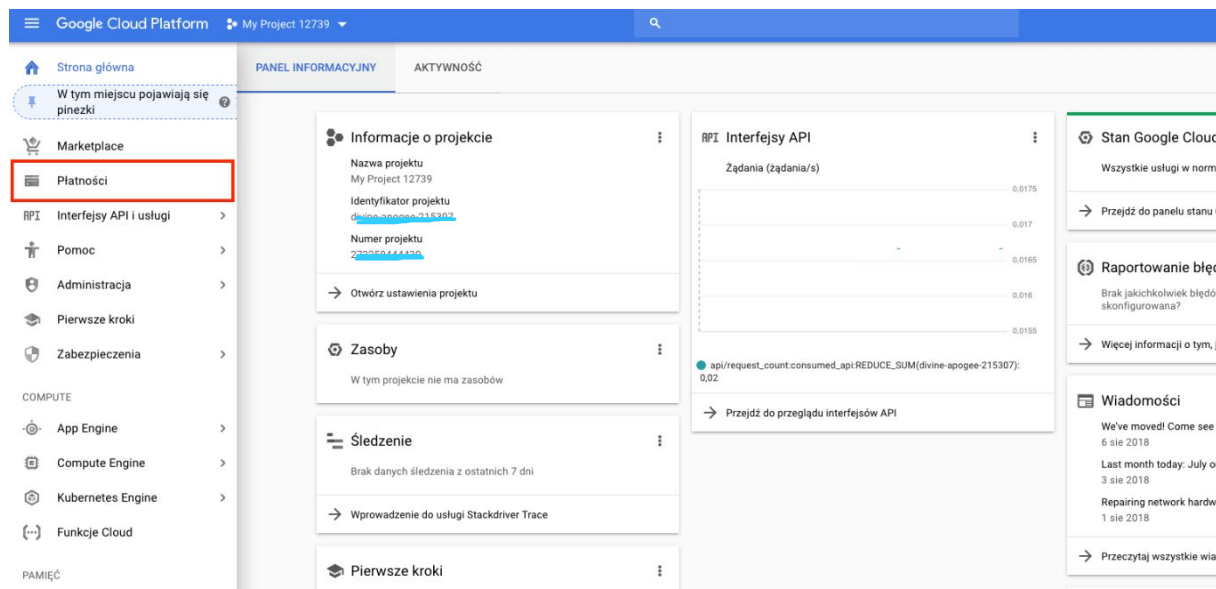 Google Cloud Platform
My Project 12739
Strona główna
W tym miejscu pojawiają się
pinezki
Marketplace
Płatności
API Interfejsy API i usługi
Pomoc
Administracja
Pierwsze kroki
Zabezpieczenia
COMPUTE
App Engine
Compute Engine
Kubernetes Engine
Funkcje Cloud
PAMIĘĆ
PANEL INFORMACYJNY
AKTYWNOŚĆ
Informacje o projekcie
Nazwa projektu
My Project 12739
Identyfikator projektu
Numer projektu
Otwórz ustawienia projektu
Zasoby
W tym projekcie nie ma zasobów
Śledzenie
Brak danych śledzenia z ostatnich 7 dni
Wprowadzenie do usługi Stackdriver Trace
Pierwsze kroki
API Interfejsy API
Żądania (żądania/s)
0,0175
0,017
0,0165
0,016
0,0155
api/request_count:consumed_api:REDUCE_SUM(divine-apogee-215307):
0,02
Przejdź do przeglądu interfejsów API
Stan Google Cloud
Wszystkie usługi w norm
Przejdź do panelu stanu
Raportowanie błęd
Brak jakichkolwiek błędó
skonfigurowana?
Więcej informacji o tym, j
Wiadomości
We've moved! Come see
6 sie 2018
Last month today: July o
3 sie 2018
Repairing network hardw
1 sie 2018
Przeczytaj wszystkie wia